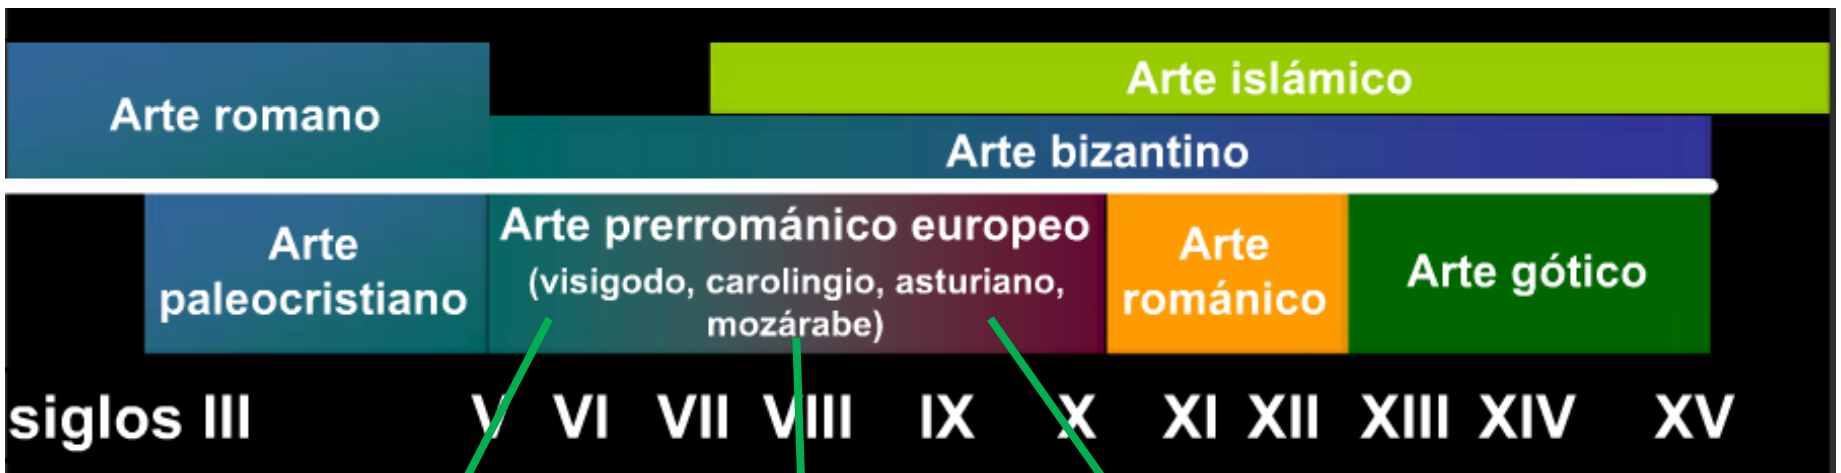 Arte islámico
Arte romano
Arte bizantino
Arte
paleocristiano
Arte prerrománico europeo
(visigodo, carolingio, asturiano,
mozárabe)
Arte
románico
Arte gótico
siglos III V VI VII VIII IX X XI XII XIII XIV XV